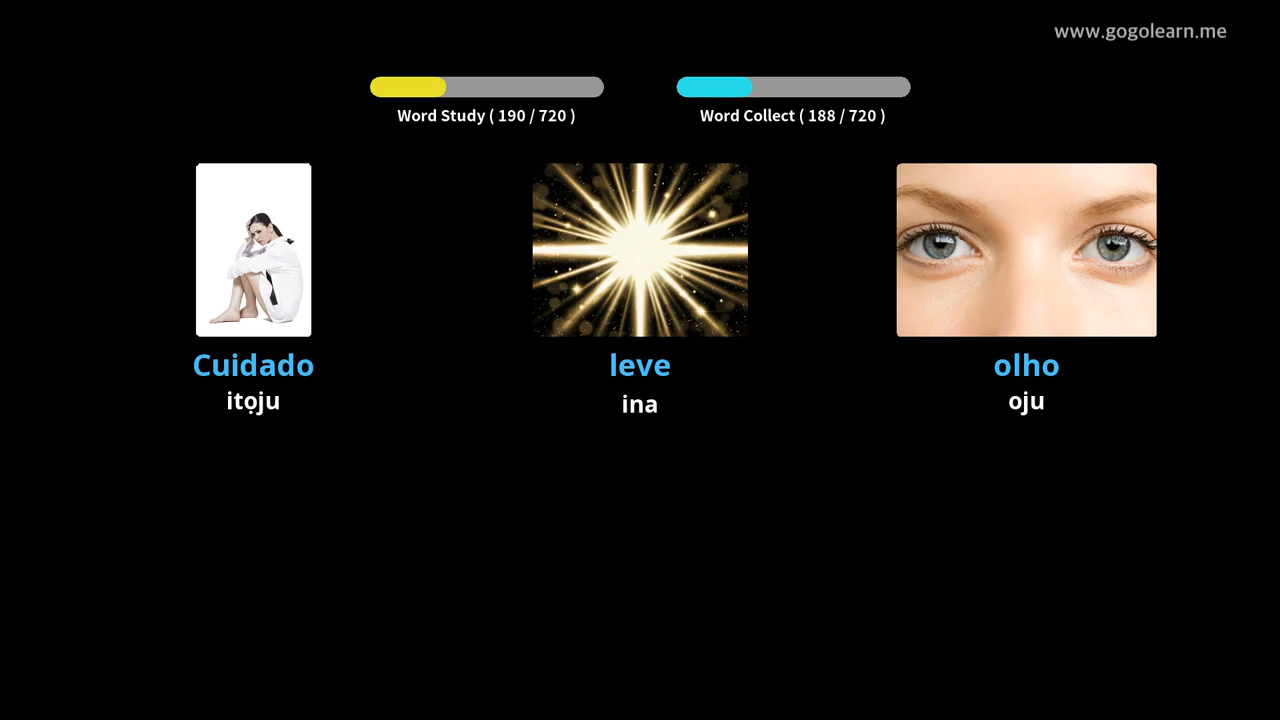 www.gogolearn.me
Word Study ( 190 / 720 )
Word Collect ( 188 / 720 )
Cuidado
itọju
leve
ina
olho
oju